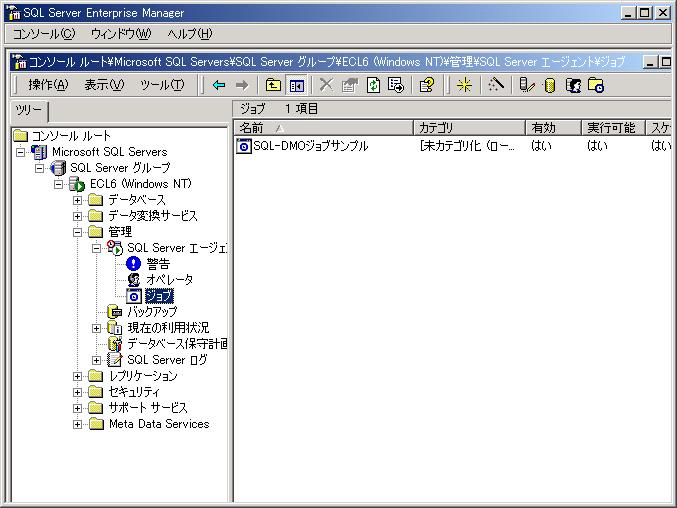 SQL Server Enterprise Manager
コンソール(C) ウィンドウ(W) ヘルプ(H)
コンソール ルート¥Microsoft SQL Servers¥SQL Server グループ¥ECL6 (Windows NT)¥管理¥SQL Server エージェント¥ジョブ
操作(A) 表示(V) ツール(T)
ツリー
ジョブ 1 項目
名前 カテゴリ 有効 実行可能 スケ
SQL-DMOジョブサンプル [未カテゴリ化 (ロー... はい はい はい
コンソール ルート
Microsoft SQL Servers
SQL Server グループ
ECL6 (Windows NT)
データベース
データ変換サービス
管理
SQL Server エージェ
警告
オペレータ
ジョブ
バックアップ
現在の利用状況
データベース保守計画
SQL Server ログ
レプリケーション
セキュリティ
サポート サービス
Meta Data Services